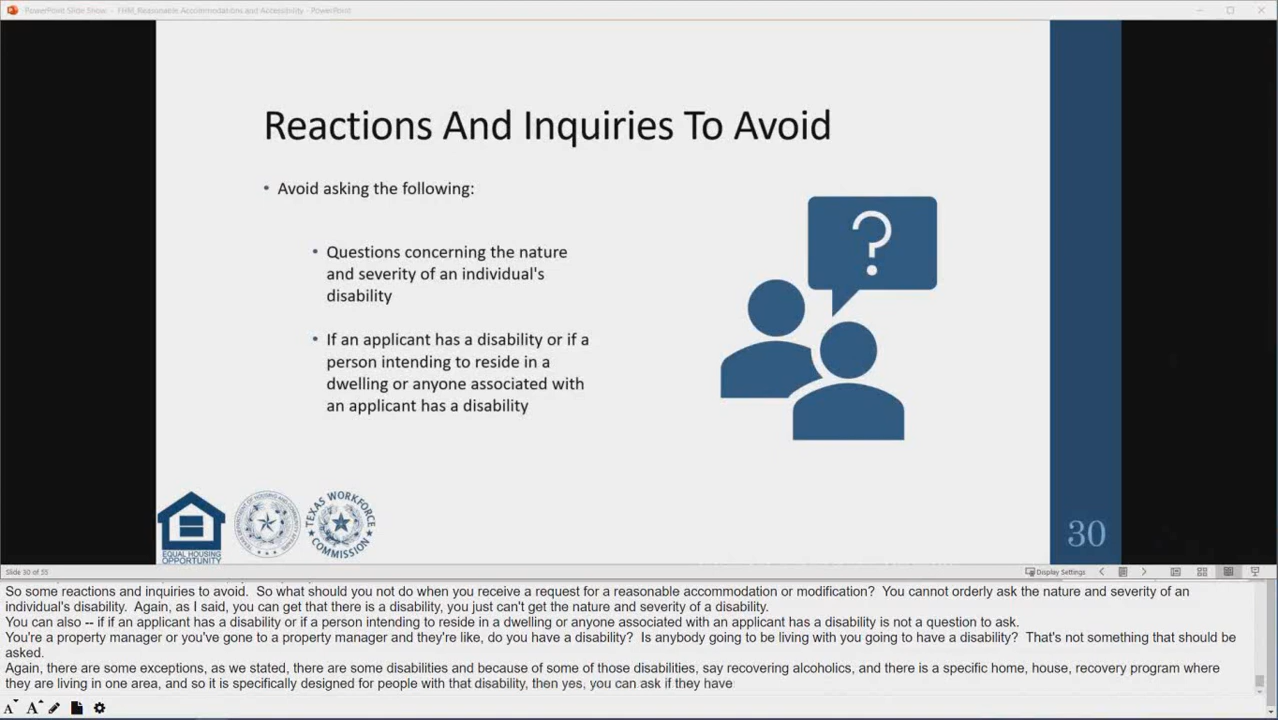 PowerPoint Slide Show - FHM_Reasonable Accommodations and Accessibility - PowerPoint
Reactions And Inquiries To Avoid
• Avoid asking the following:
• Questions concerning the nature
and severity of an individual's
disability
• If an applicant has a disability or if a
person intending to reside in a
dwelling or anyone associated with
an applicant has a disability
?
EQUAL HOUSING
OPPORTUNITY
TEXAS WORKFORCE
COMMISSION
30
Slide 30 of 55
Display Settings
So some reactions and inquiries to avoid.  So what should you not do when you receive a request for a reasonable accommodation or modification?  You cannot orderly ask the nature and severity of an
individual's disability.  Again, as I said, you can get that there is a disability, you just can't get the nature and severity of a disability.
You can also -- if if an applicant has a disability or if a person intending to reside in a dwelling or anyone associated with an applicant has a disability is not a question to ask.
You're a property manager or you've gone to a property manager and they're like, do you have a disability?  Is anybody going to be living with you going to have a disability?  That's not something that should be
asked.
Again, there are some exceptions, as we stated, there are some disabilities and because of some of those disabilities, say recovering alcoholics, and there is a specific home, house, recovery program where
they are living in one area, and so it is specifically designed for people with that disability, then yes, you can ask if they have
A A